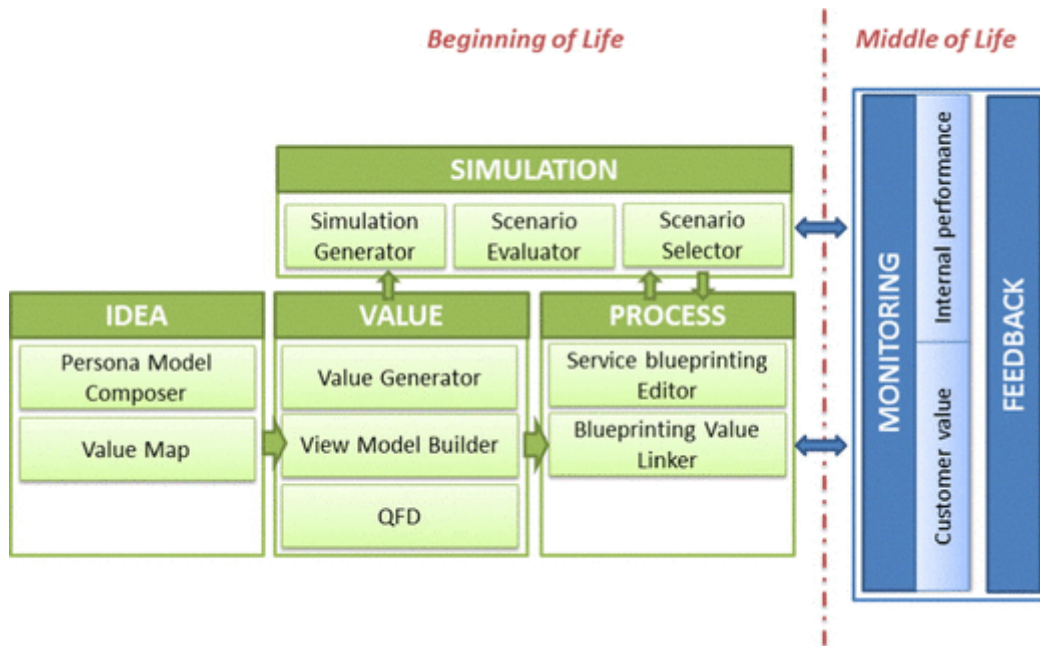 Beginning of Life
Middle of Life
SIMULATION
Simulation
Generator
Scenario
Evaluator
Scenario
Selector
IDEA
Persona Model
Composer
Value Map
VALUE
Value Generator
View Model Builder
QFD
PROCESS
Service blueprinting
Editor
Blueprinting Value
Linker
MONITORING
Internal performance
Customer value
FEEDBACK